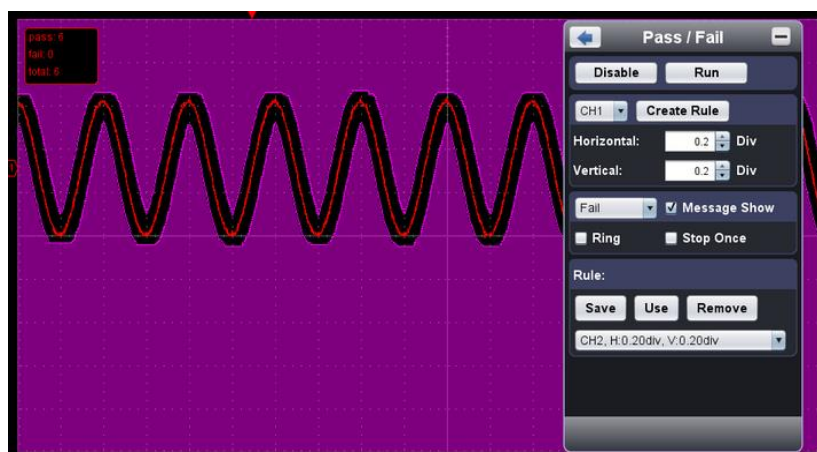 pass: 6
fail: 0
total: 6
Pass / Fail
Disable Run
CH1 Create Rule
Horizontal: 0.2 Div
Vertical: 0.2 Div
Fail Message Show
Ring Stop Once
Rule:
Save Use Remove
CH2, H:0.20div, V:0.20div